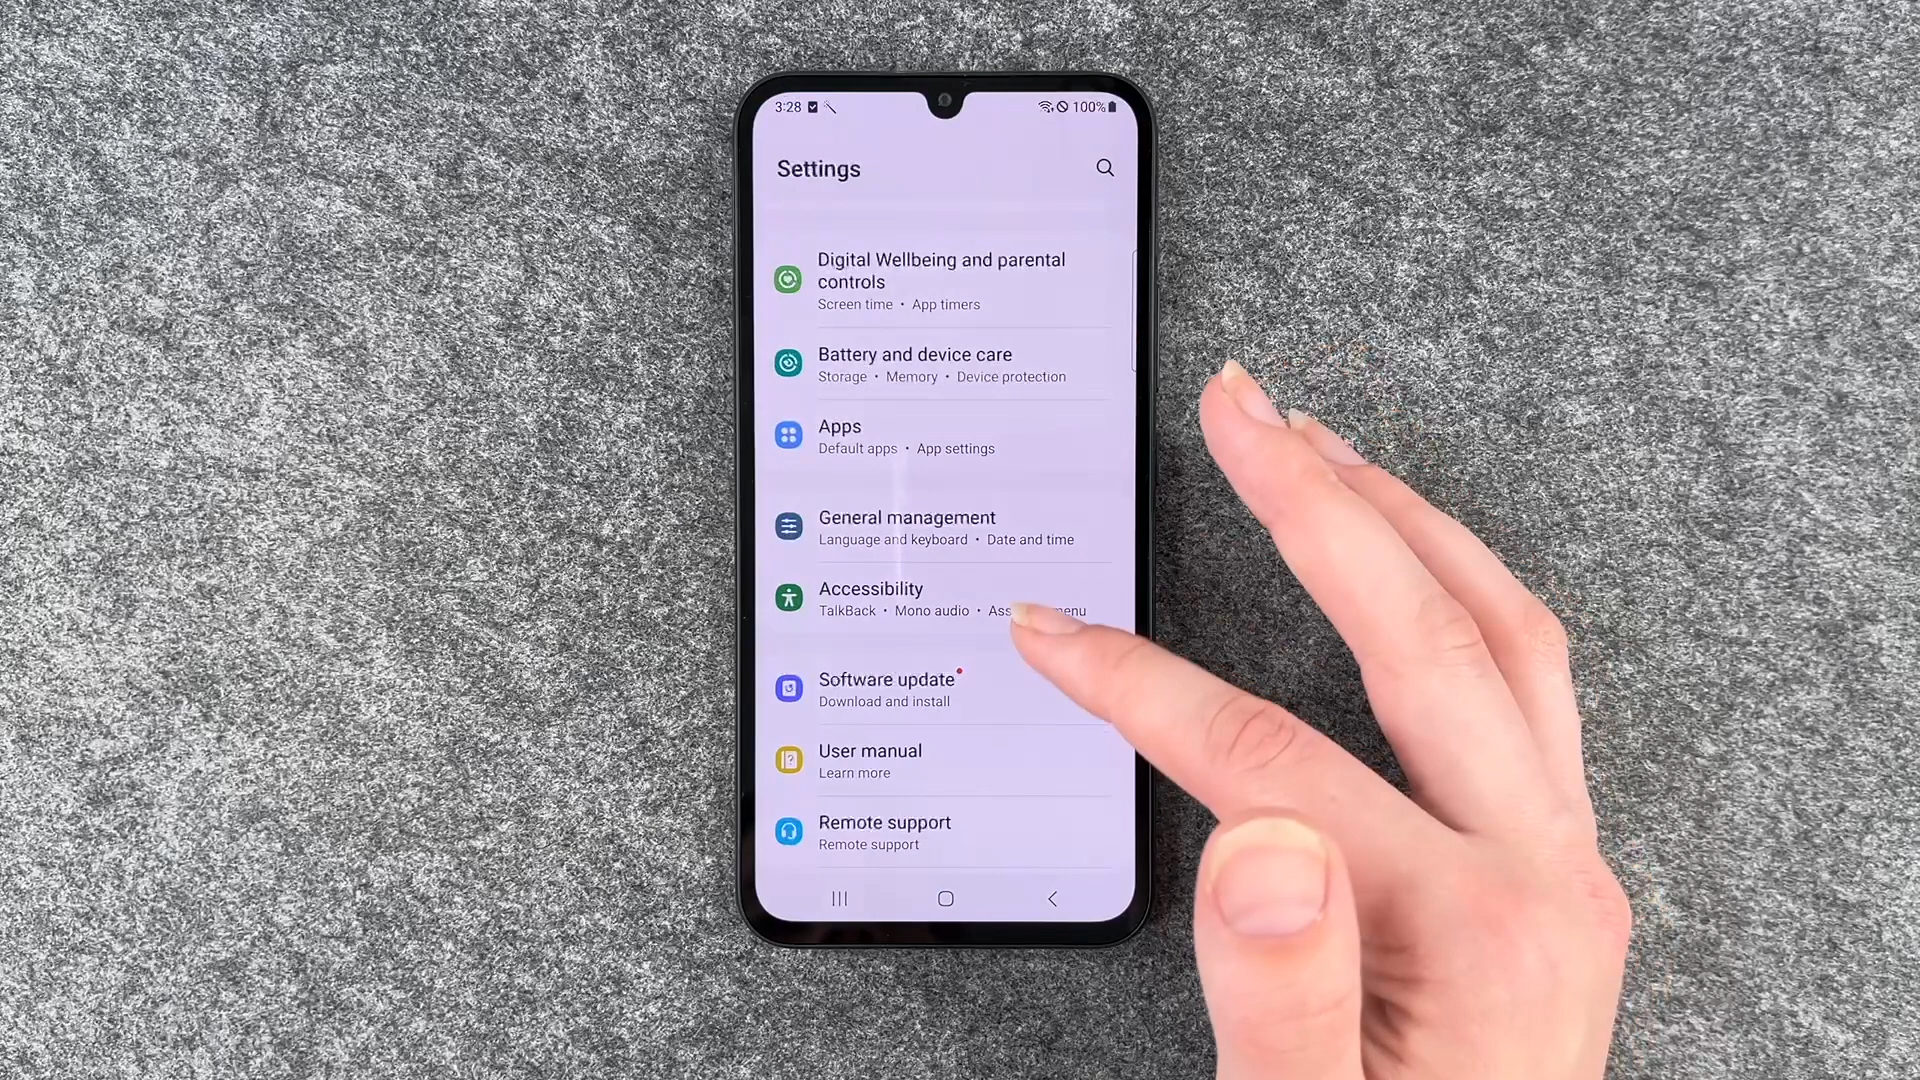 3:28 100%
Settings
Digital Wellbeing and parental
controls
Screen time • App timers
Battery and device care
Storage • Memory • Device protection
Apps
Default apps • App settings
General management
Language and keyboard • Date and time
Accessibility
TalkBack • Mono audio •
Software update
Download and install
User manual
Learn more
Remote support
Remote support